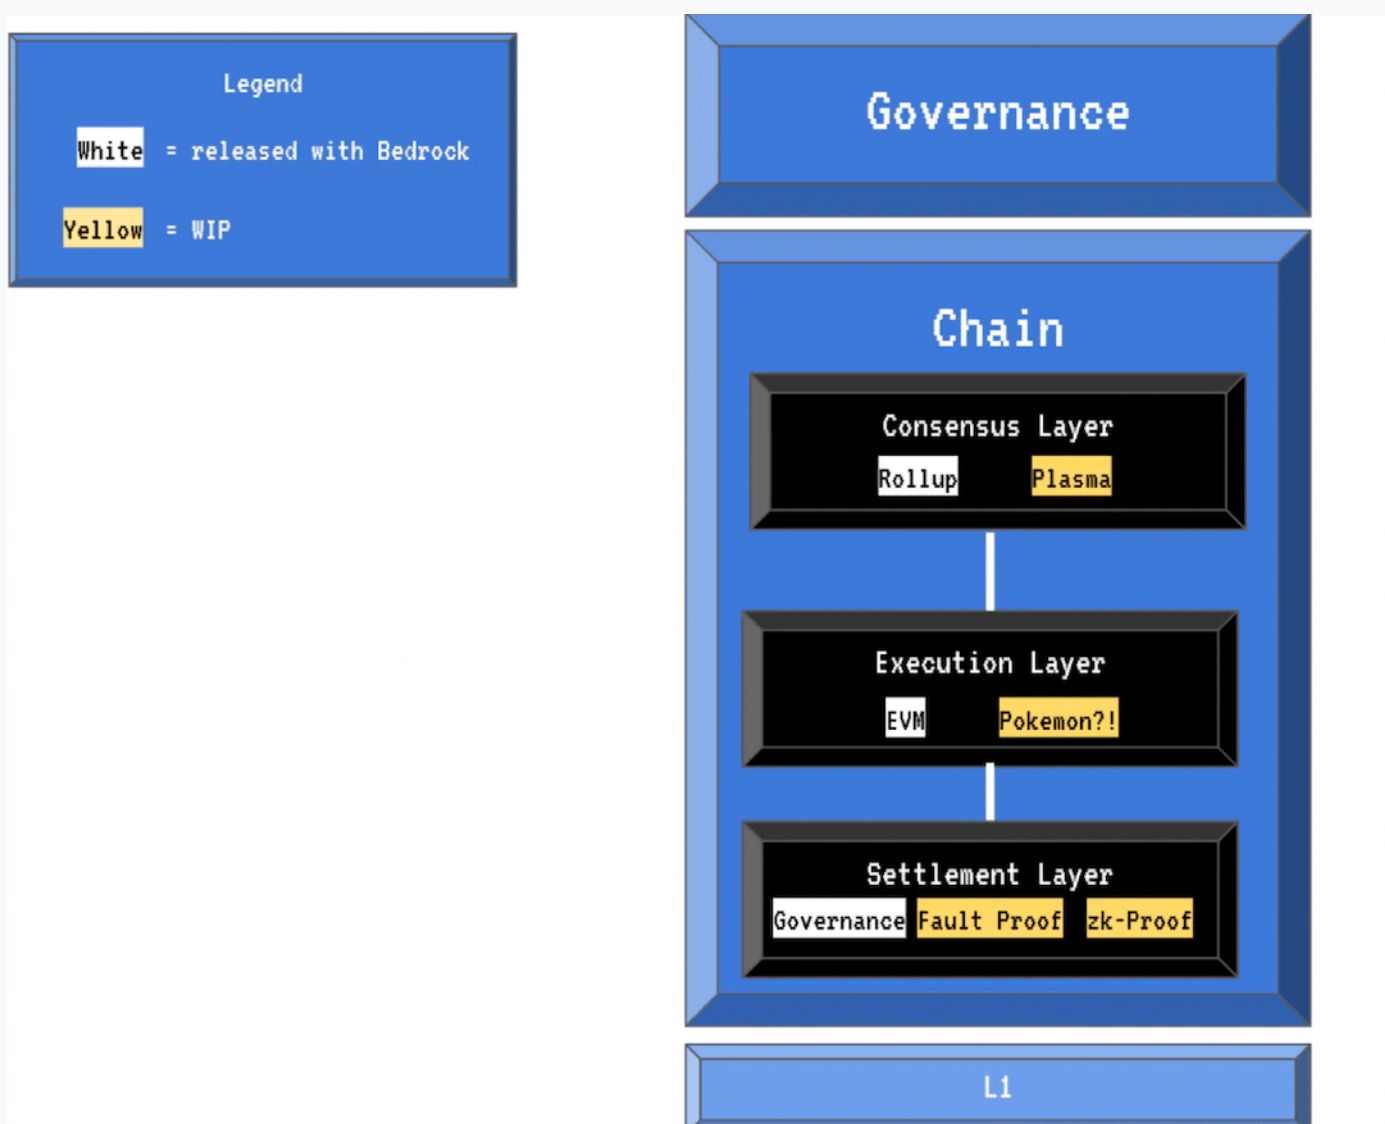 Legend
White = released with Bedrock
Yellow = WIP
Governance
Chain
Consensus Layer
Rollup Plasma
Execution Layer
EVM Pokemon?!
Settlement Layer
Governance Fault Proof zk-Proof
L1